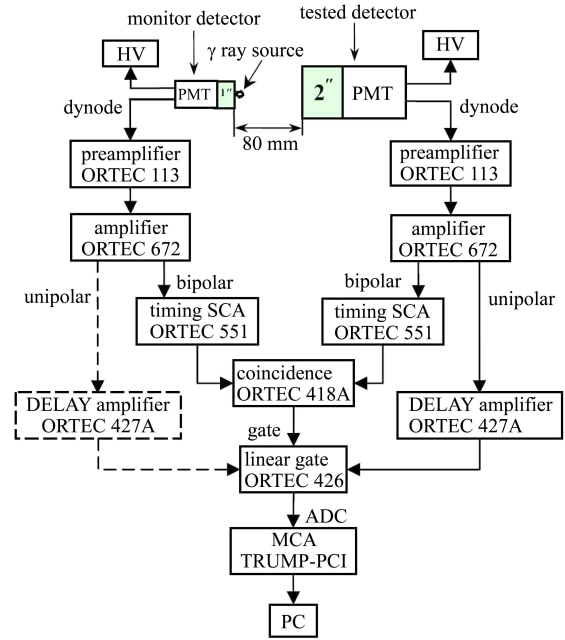 monitor detector
tested detector
HV
γ ray source
HV
PMT
1″
2″
PMT
dynode
80 mm
dynode
preamplifier
ORTEC 113
preamplifier
ORTEC 113
amplifier
ORTEC 672
amplifier
ORTEC 672
unipolar
bipolar
bipolar
unipolar
timing SCA
ORTEC 551
timing SCA
ORTEC 551
coincidence
ORTEC 418A
DELAY amplifier
ORTEC 427A
DELAY amplifier
ORTEC 427A
gate
linear gate
ORTEC 426
ADC
MCA
TRUMP-PCI
PC